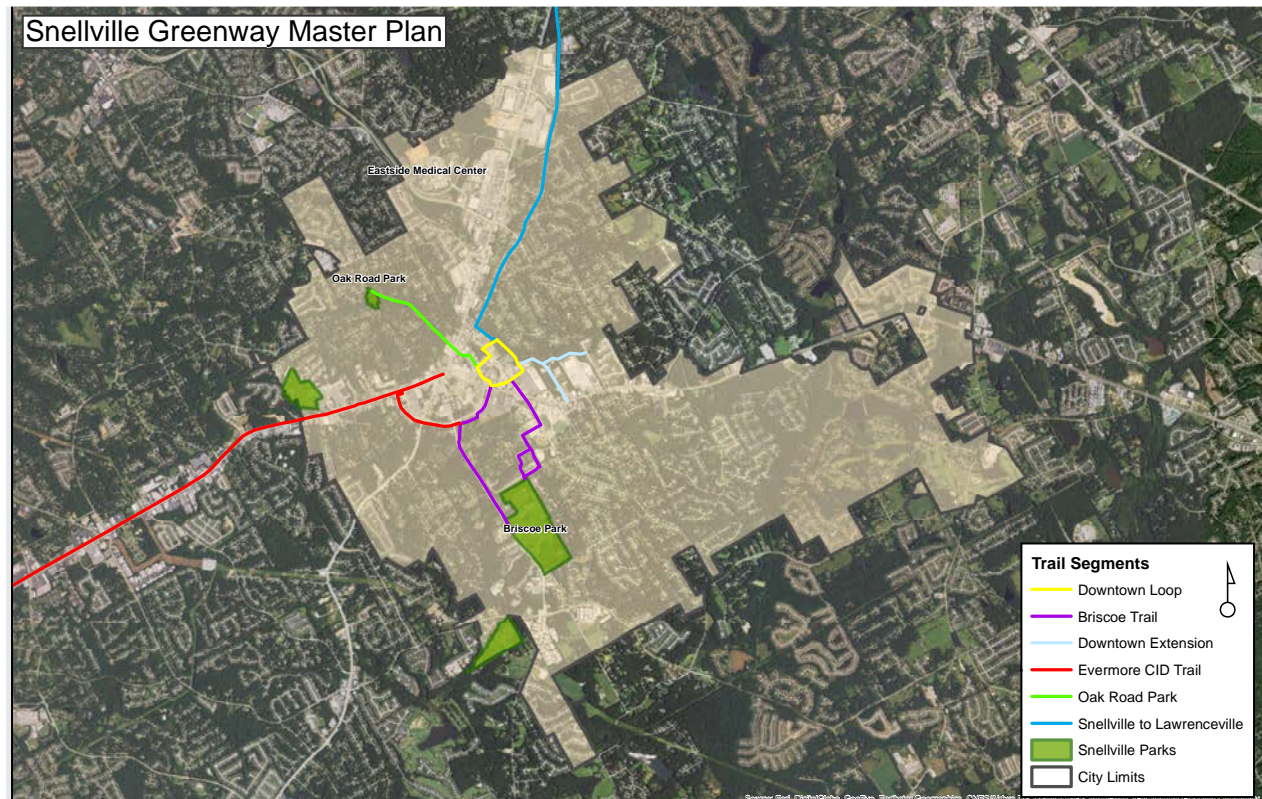 Snellville Greenway Master Plan
Eastside Medical Center
Oak Road Park
Briscoe Park
Trail Segments
Downtown Loop
Briscoe Trail
Downtown Extension
Evermore CID Trail
Oak Road Park
Snellville to Lawrenceville
Snellville Parks
City Limits